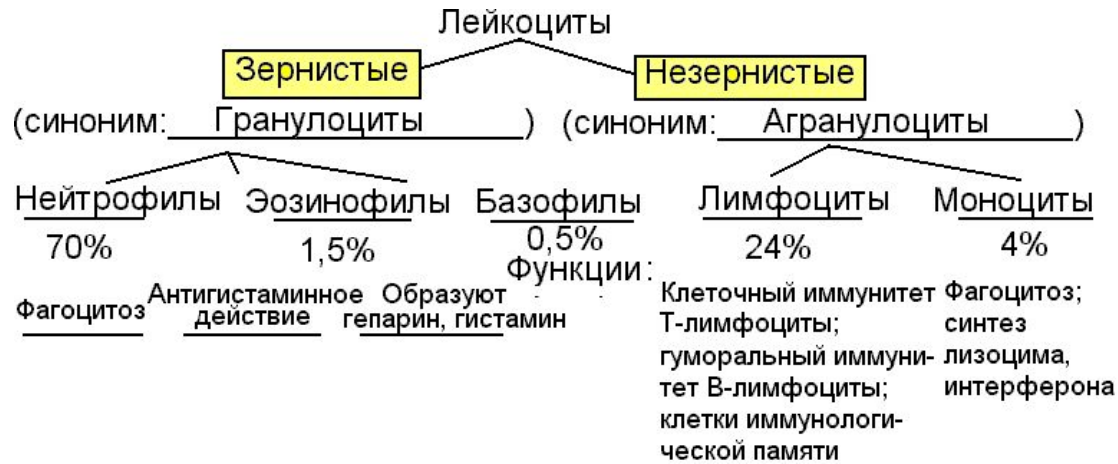 Лейкоциты
Зернистые
Незернистые
(синоним: Гранулоциты )
(синоним: Агранулоциты )
Нейтрофилы
Эозинофилы
Базофилы
Лимфоциты
Моноциты
70%
1,5%
0,5%
24%
4%
Функции:
Фагоцитоз
Антигистаминное
действие
Образуют
гепарин, гистамин
Клеточный иммунитет
Т-лимфоциты;
гуморальный иммуни-
тет В-лимфоциты;
клетки иммунологи-
ческой памяти
Фагоцитоз;
синтез
лизоцима,
интерферона